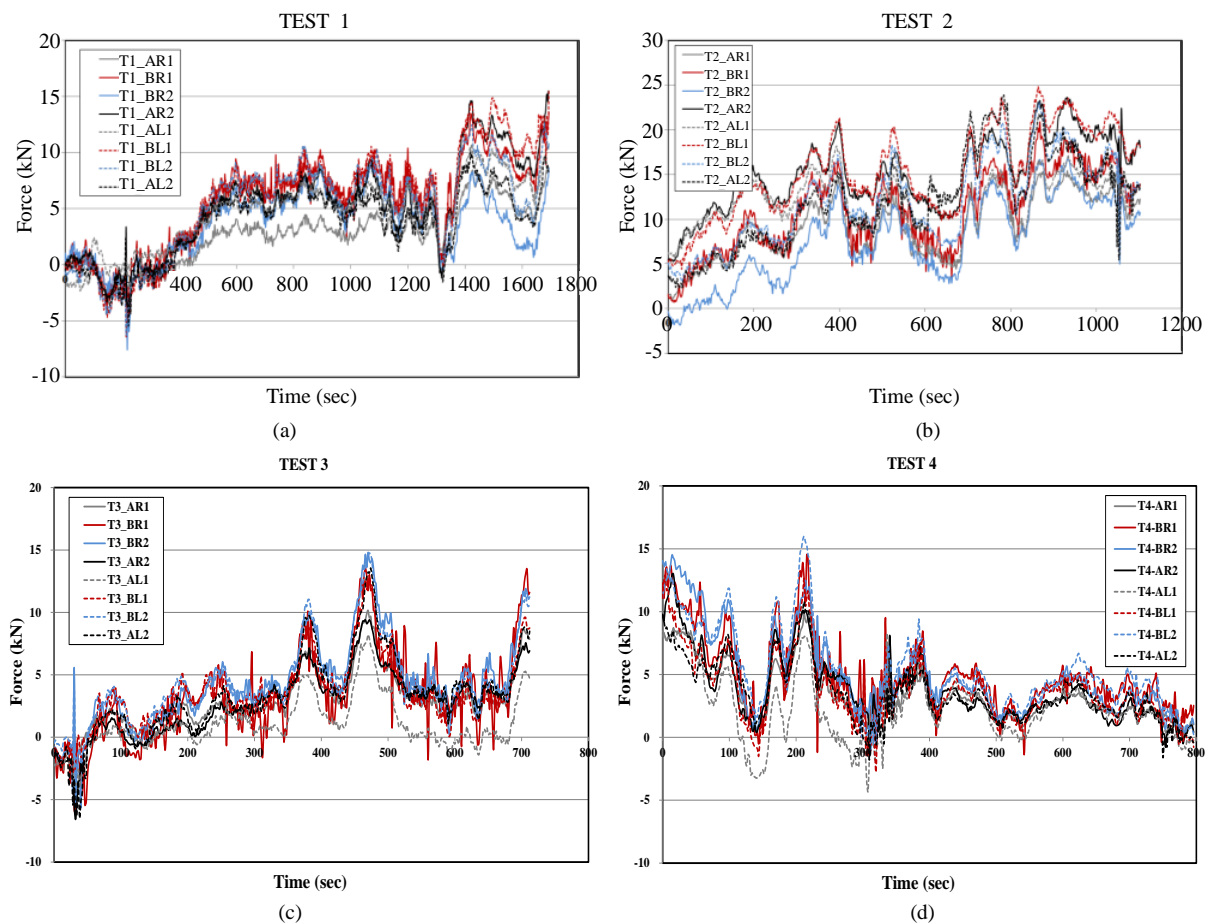 TEST 1
Force (kN)
20
15
10
5
0
-5
-10
T1_AR1
T1_BR1
T1_BR2
T1_AR2
T1_AL1
T1_BL1
T1_BL2
T1_AL2
400 600 800 1000 1200 1400 1600 1800
Time (sec)
(a)
TEST 2
Force (kN)
30
25
20
15
10
5
0
-5
T2_AR1
T2_BR1
T2_BR2
T2_AR2
T2_AL1
T2_BL1
T2_BL2
T2_AL2
200 400 600 800 1000 1200
Time (sec)
(b)
TEST 3
Force (kN)
20
15
10
5
0
-5
-10
T3_AR1
T3_BR1
T3_BR2
T3_AR2
T3_AL1
T3_BL1
T3_BL2
T3_AL2
0 100 200 300 400 500 600 700 800
Time (sec)
(c)
TEST 4
Force (kN)
20
15
10
5
0
-5
-10
T4-AR1
T4-BR1
T4-BR2
T4-AR2
T4-AL1
T4-BL1
T4-BL2
T4-AL2
0 100 200 300 400 500 600 700 800
Time (sec)
(d)